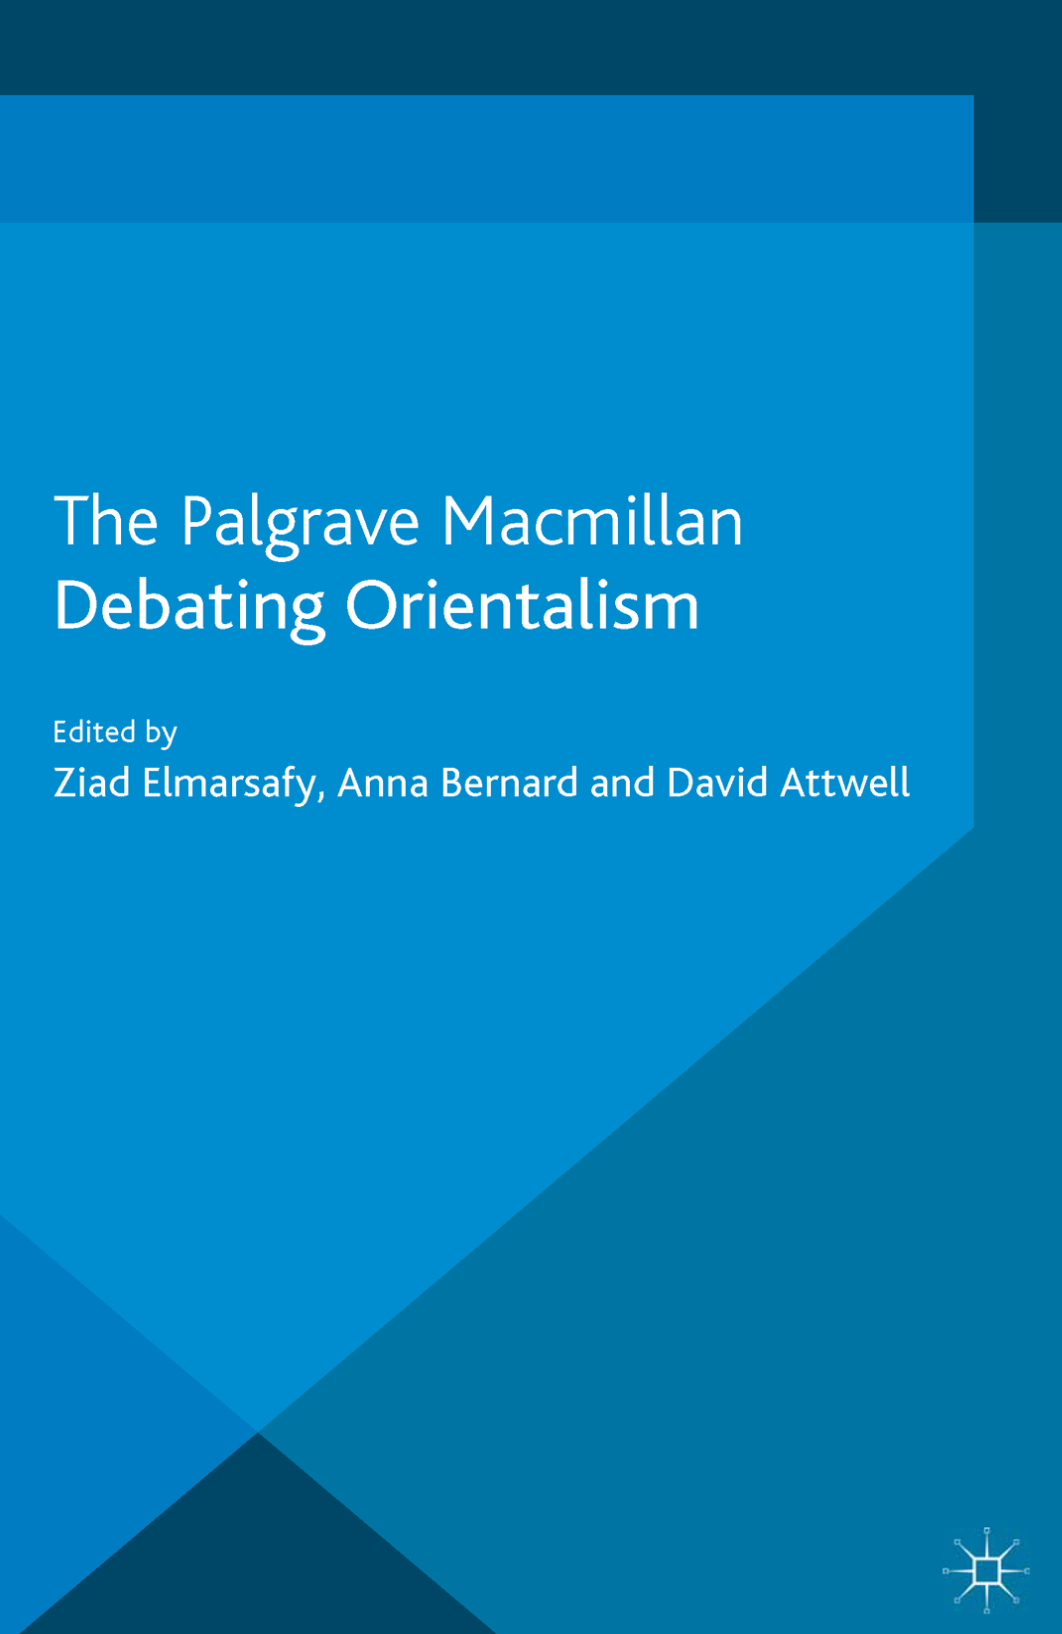 The Palgrave Macmillan
Debating Orientalism
Edited by
Ziad Elmarsafy, Anna Bernard and David Attwell